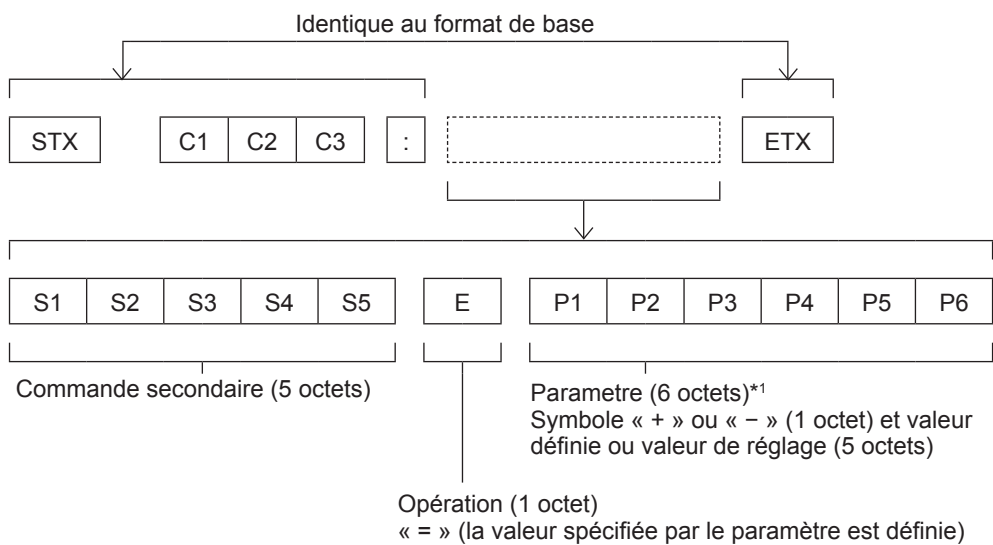 Identique au format de base
STX C1 C2 C3 : ETX
S1 S2 S3 S4 S5 E P1 P2 P3 P4 P5 P6
Commande secondaire (5 octets)
Parametre (6 octets)*1
Symbole « + » ou « − » (1 octet) et valeur
définie ou valeur de réglage (5 octets)
Opération (1 octet)
« = » (la valeur spécifiée par le paramètre est définie)